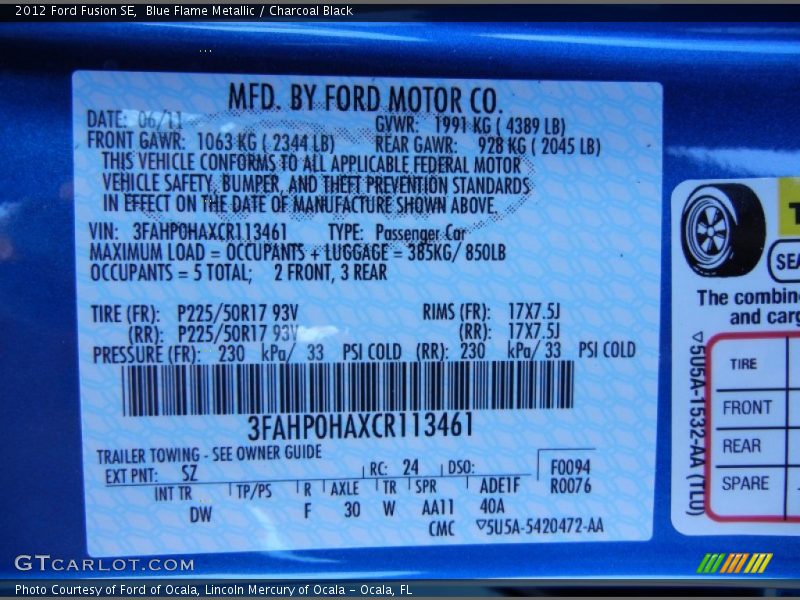 2012 Ford Fusion SE,  Blue Flame Metallic / Charcoal Black
MFD. BY FORD MOTOR CO.
DATE: 06/11 GVWR: 1991 KG ( 4389 LB)
FRONT GAWR: 1063 KG ( 2344 LB) REAR GAWR: 928 KG ( 2045 LB)
THIS VEHICLE CONFORMS TO ALL APPLICABLE FEDERAL MOTOR
VEHICLE SAFETY, BUMPER, AND THEFT PREVENTION STANDARDS
IN EFFECT ON THE DATE OF MANUFACTURE SHOWN ABOVE.
VIN: 3FAHP0HAXCR113461 TYPE: Passenger Car
MAXIMUM LOAD = OCCUPANTS + LUGGAGE = 385KG/ 850LB
OCCUPANTS = 5 TOTAL; 2 FRONT, 3 REAR
TIRE (FR): P225/50R17 93V RIMS (FR): 17X7.5J
(RR): P225/50R17 93V (RR): 17X7.5J
PRESSURE (FR): 230 kPa/ 33 PSI COLD (RR): 230 kPa/ 33 PSI COLD
3FAHP0HAXCR113461
TRAILER TOWING - SEE OWNER GUIDE
EXT PNT: SZ RC: 24 DSO: F0094
R0076
INT TR TP/PS R AXLE TR SPR ADE1F
DW F 30 W AA11 40A
CMC ▽5U5A-5420472-AA
The combin
and carg
▽5U5A-1532-AA (TLU)
TIRE
FRONT
REAR
SPARE
GTCARLOT.COM
Photo Courtesy of Ford of Ocala, Lincoln Mercury of Ocala – Ocala, FL